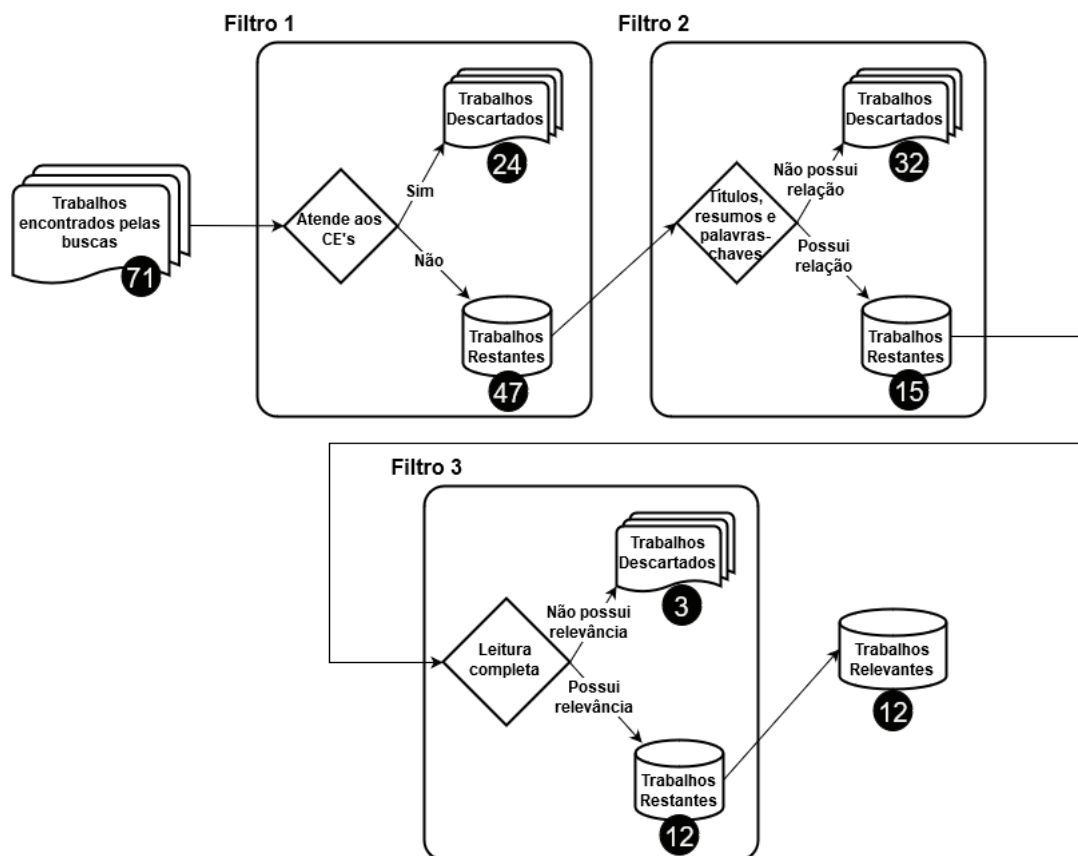 Filtro 1
Trabalhos
encontrados pelas
buscas
71
Atende aos
CE's
Sim
Trabalhos
Descartados
24
Não
Trabalhos
Restantes
47
Filtro 2
Títulos,
resumos e
palavras-
chaves
Não possui
relação
Trabalhos
Descartados
32
Possui
relação
Trabalhos
Restantes
15
Filtro 3
Leitura
completa
Não possui
relevância
Trabalhos
Descartados
3
Possui
relevância
Trabalhos
Restantes
12
Trabalhos
Relevantes
12